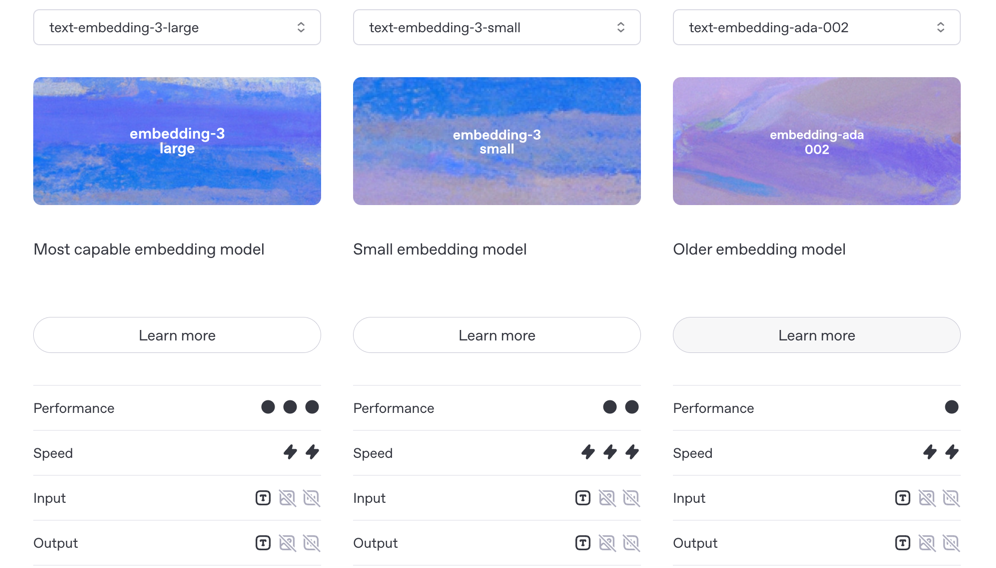 text-embedding-3-large
text-embedding-3-small
text-embedding-ada-002
embedding-3
large
embedding-3
small
embedding-ada
002
Most capable embedding model
Small embedding model
Older embedding model
Learn more
Learn more
Learn more
Performance
Performance
Performance
Speed
Speed
Speed
Input
T
Input
T
Input
T
Output
T
Output
T
Output
T